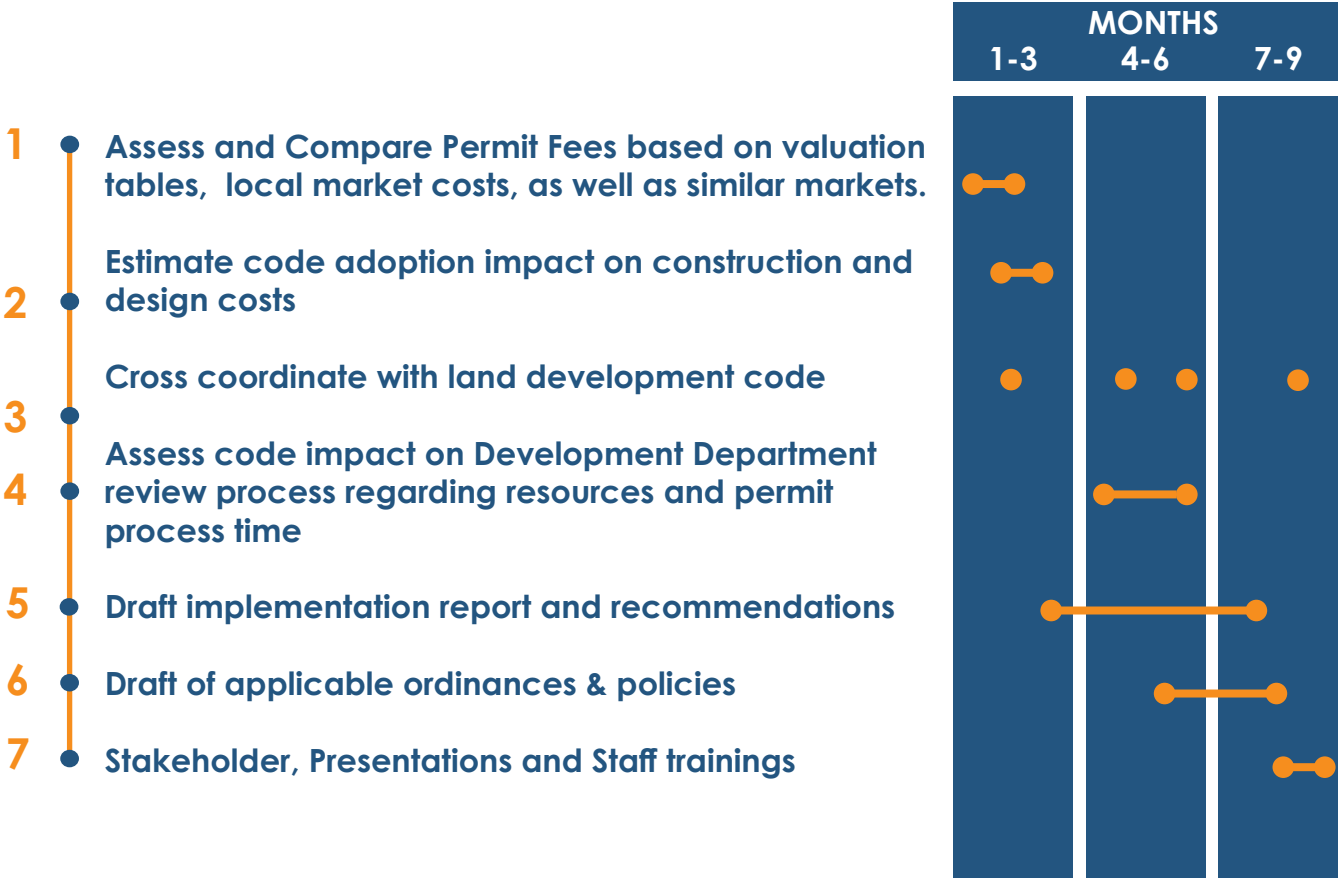 MONTHS
1-3 4-6 7-9
1 Assess and Compare Permit Fees based on valuation
tables, local market costs, as well as similar markets.
Estimate code adoption impact on construction and
2 design costs
Cross coordinate with land development code
3
Assess code impact on Development Department
4 review process regarding resources and permit
process time
5 Draft implementation report and recommendations
6 Draft of applicable ordinances & policies
7 Stakeholder, Presentations and Staff trainings